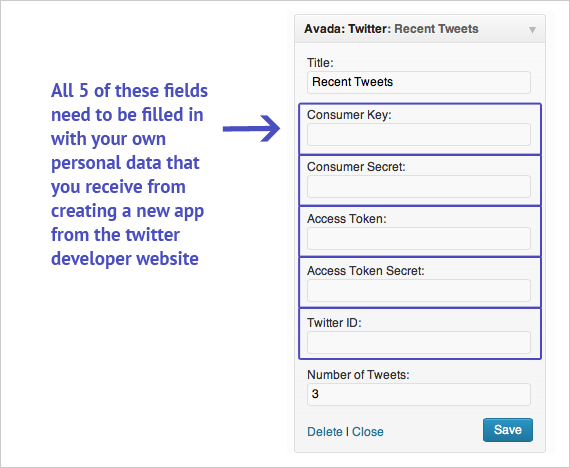 All 5 of these fields
need to be filled in
with your own
personal data that
you receive from
creating a new app
from the twitter
developer website
Avada: Twitter: Recent Tweets
Title:
Recent Tweets
Consumer Key:
Consumer Secret:
Access Token:
Access Token Secret:
Twitter ID:
Number of Tweets:
3
Delete | Close
Save